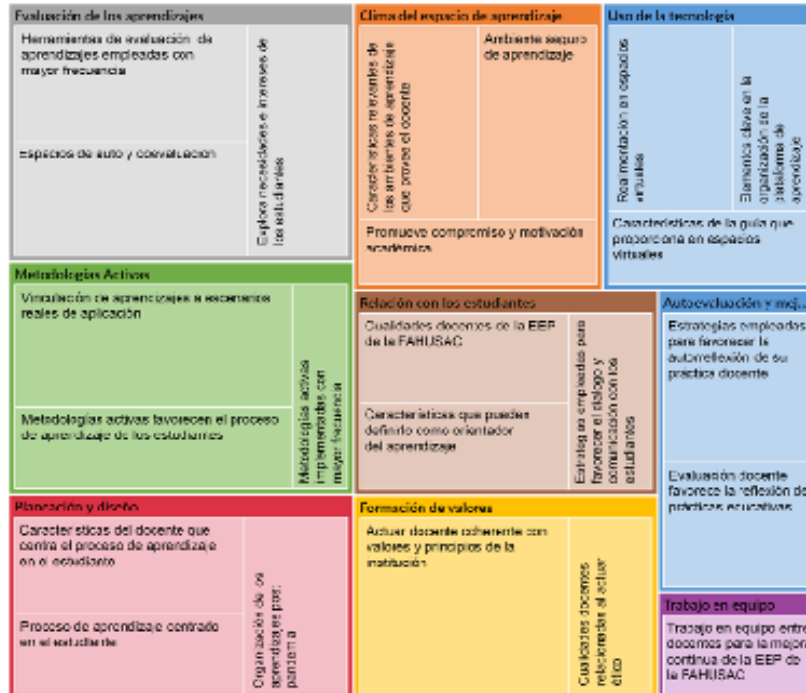 Evaluación de los aprendizajes
Herramientas de evaluación de
aprendizajes empleadas con
mayor frecuencia
Espacios de auto y coevaluación
Explora necesidades e intereses de
los estudiantes
Clima del espacio de aprendizaje
Características relevantes de
los ambientes de aprendizaje
que provee el docente
Ambiente seguro
de aprendizaje
Promueve compromiso y motivación
académica
Uso de la tecnología
Realimentación en espacios
virtuales
Elementos clave en la
organización de la
plataforma de
aprendizaje
Características de la guía que
proporciona en espacios
virtuales
Metodologías Activas
Vinculación de aprendizajes a escenarios
reales de aplicación
Metodologías activas favorecen el proceso
de aprendizaje de los estudiantes
Metodologías activas
implementadas con
mayor frecuencia
Relación con los estudiantes
Cualidades docentes de la EEP
de la FAHUSAC
Características que pueden
definirlo como orientador
del aprendizaje
Estrategias empleadas para
favorecer el diálogo y
comunicación con los
estudiantes
Autoevaluación y mej...
Estrategias empleadas
para favorecer la
autorreflexión de su
práctica docente
Evaluación docente
favorece la reflexión de
prácticas educativas
Planeación y diseño
Características del docente que
centra el proceso de aprendizaje
en el estudiante
Proceso de aprendizaje centrado
en el estudiante
Organización de los
aprendizajes post
pandemia
Formación de valores
Actuar docente coherente con
valores y principios de la
institución
Cualidades docentes
relacionadas al actuar
ético
Trabajo en equipo
Trabajo en equipo entre
docentes para la mejora
continua de la EEP de
la FAHUSAC